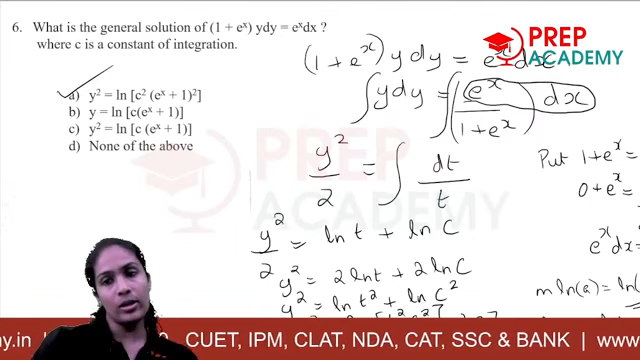 6. What is the general solution of (1 + eˣ) ydy = eˣdx ?
where c is a constant of integration.
a) y² = ln [c² (eˣ + 1)²]
b) y = ln [c(eˣ + 1)]
c) y² = ln [c (eˣ + 1)]
d) None of the above
PREP
ACADEMY
(1+eˣ) y dy = eˣ dx
∫ y dy = ∫ eˣ/(1+eˣ) dx
y²/2 = ∫ dt/t
Put 1+eˣ =
0+eˣ =
eˣdx =
y²/2 = ln t + ln C
y² = 2 ln t + 2 ln C
y² = ln t² + ln C²
m ln(a) = ln(
PREP
ACADEMY
CUET, IPM, CLAT, NDA, CAT, SSC & BANK